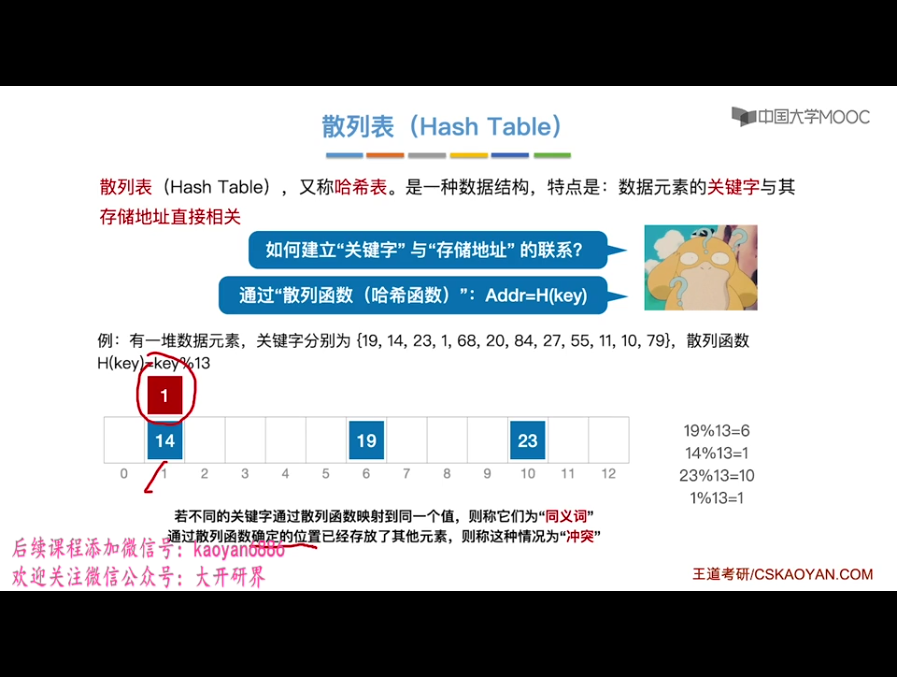 散列表（Hash Table）
中国大学MOOC
散列表（Hash Table），又称哈希表。是一种数据结构，特点是：数据元素的关键字与其
存储地址直接相关
如何建立“关键字” 与“存储地址” 的联系？
通过“散列函数（哈希函数）”：Addr=H(key)
例：有一堆数据元素，关键字分别为 {19, 14, 23, 1, 68, 20, 84, 27, 55, 11, 10, 79}，散列函数
H(key)=key%13
1
14 19 23
0 1 2 3 4 5 6 7 8 9 10 11 12
19%13=6
14%13=1
23%13=10
1%13=1
若不同的关键字通过散列函数映射到同一个值，则称它们为“同义词”
通过散列函数确定的位置已经存放了其他元素，则称这种情况为“冲突”
后续课程添加微信号：kaoyan6886
欢迎关注微信公众号：大开研界
王道考研/CSKAOYAN.COM